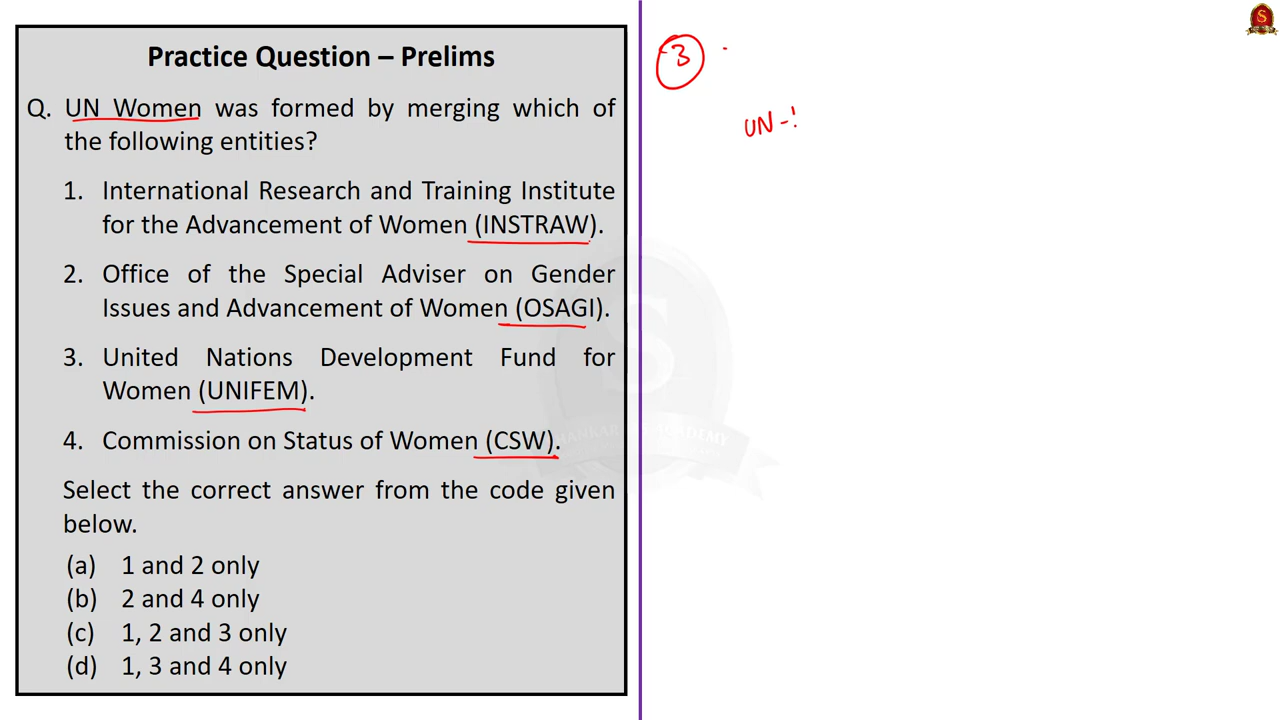 Practice Question – Prelims
Q. UN Women was formed by merging which of
the following entities?
1. International Research and Training Institute
for the Advancement of Women (INSTRAW).
2. Office of the Special Adviser on Gender
Issues and Advancement of Women (OSAGI).
3. United Nations Development Fund for
Women (UNIFEM).
4. Commission on Status of Women (CSW).
Select the correct answer from the code given
below.
(a) 1 and 2 only
(b) 2 and 4 only
(c) 1, 2 and 3 only
(d) 1, 3 and 4 only
3
UN -
S